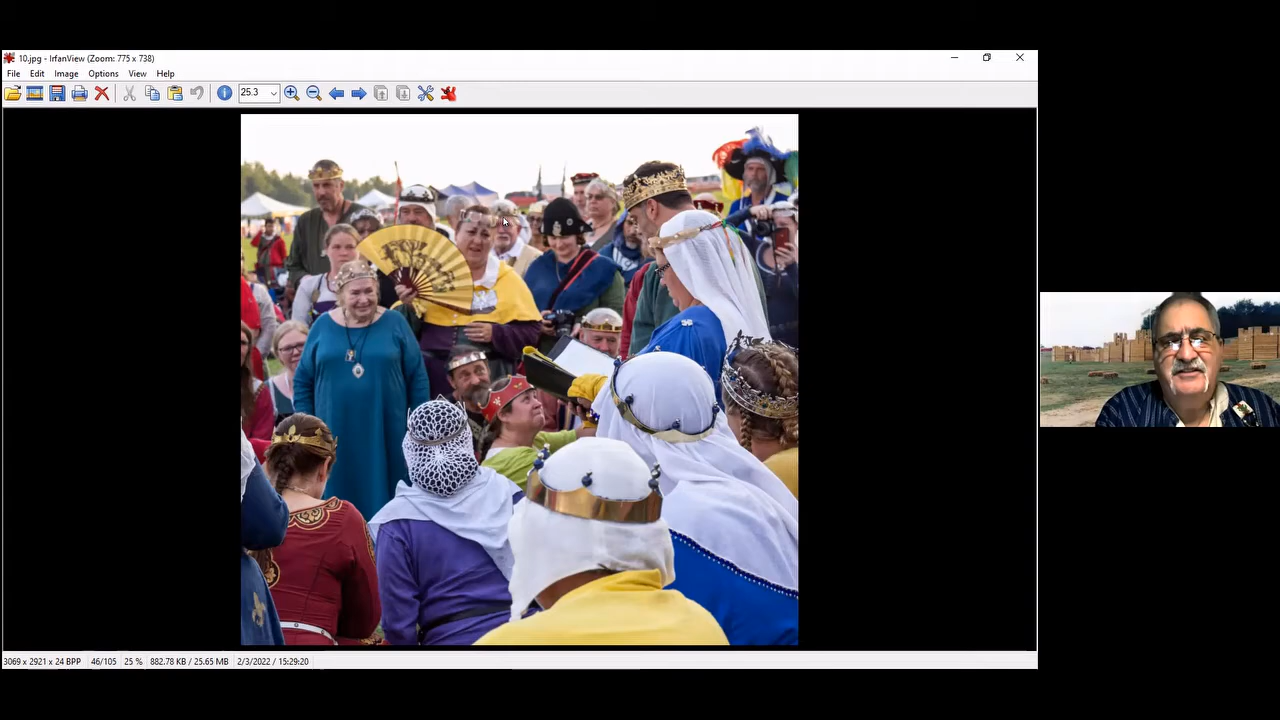 10.jpg - IrfanView (Zoom: 775 x 738)
File Edit Image Options View Help
25.3
3069 x 2921 x 24 BPP 46/105 25 % 882.78 KB / 25.65 MB 2/3/2022 / 15:29:20